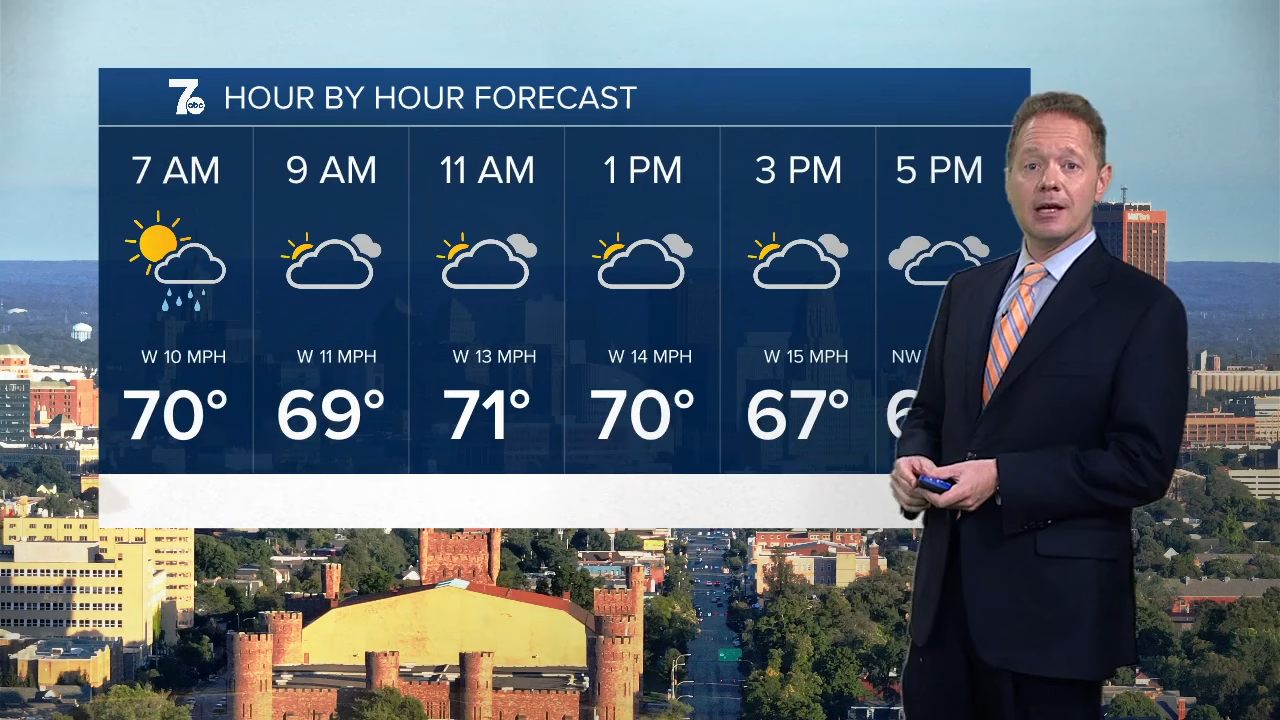 7 abc HOUR BY HOUR FORECAST
7 AM 9 AM 11 AM 1 PM 3 PM 5 PM
W 10 MPH W 11 MPH W 13 MPH W 14 MPH W 15 MPH NW
70° 69° 71° 70° 67° 6